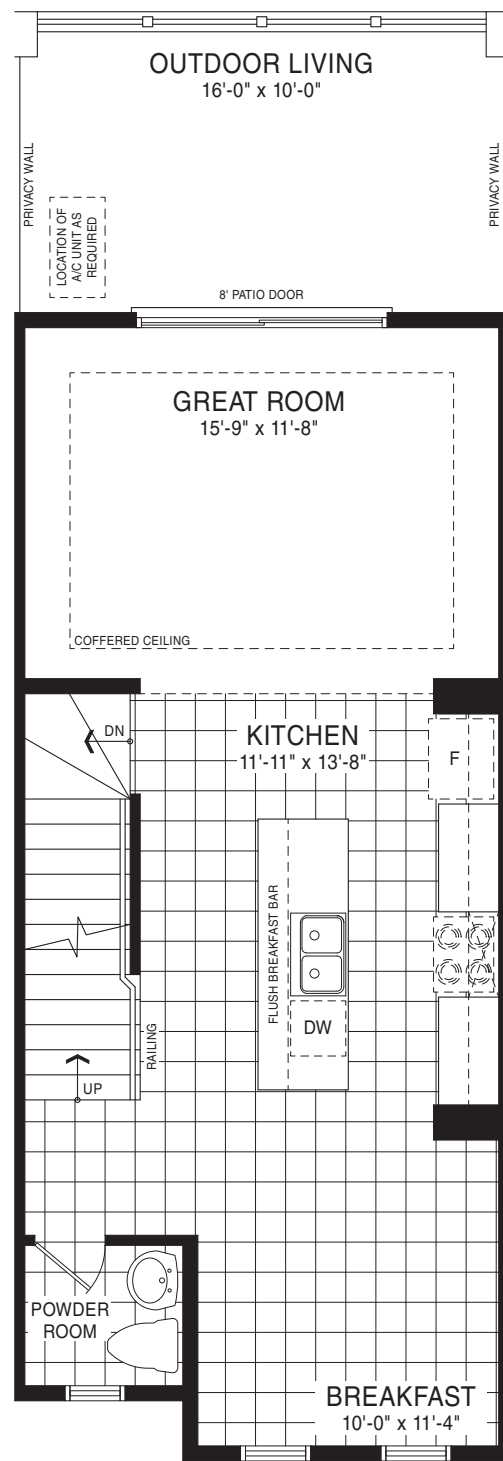 OUTDOOR LIVING
16'-0" x 10'-0"
PRIVACY WALL
PRIVACY WALL
LOCATION OF
A/C UNIT AS
REQUIRED
8' PATIO DOOR
GREAT ROOM
15'-9" x 11'-8"
COFFERED CEILING
DN
KITCHEN
11'-11" x 13'-8"
F
FLUSH BREAKFAST BAR
DW
RAILING
UP
POWDER
ROOM
BREAKFAST
10'-0" x 11'-4"